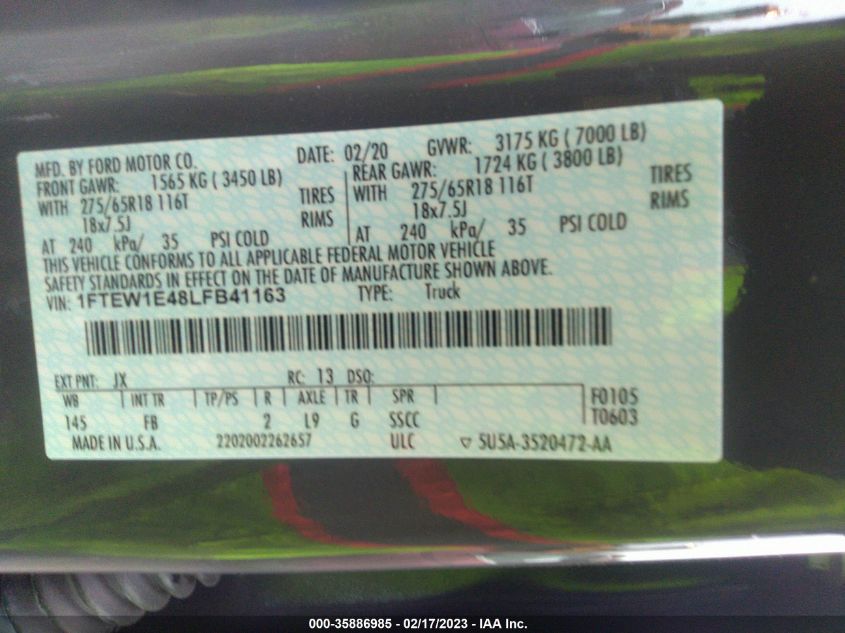 MFD. BY FORD MOTOR CO. DATE: 02/20 GVWR: 3175 KG ( 7000 LB)
FRONT GAWR: 1565 KG ( 3450 LB) REAR GAWR: 1724 KG ( 3800 LB)
WITH 275/65R18 116T TIRES WITH 275/65R18 116T TIRES
18x7.5J RIMS 18x7.5J RIMS
AT 240 kPa/ 35 PSI COLD AT 240 kPa/ 35 PSI COLD
THIS VEHICLE CONFORMS TO ALL APPLICABLE FEDERAL MOTOR VEHICLE
SAFETY STANDARDS IN EFFECT ON THE DATE OF MANUFACTURE SHOWN ABOVE.
VIN: 1FTEW1E48LFB41163 TYPE: Truck
EXT PNT: JX RC: 13 DSO:
WB INT TR TP/PS R AXLE TR SPR F0105
145 FB 2 L9 G SSCC T0603
MADE IN U.S.A. 2202002262657 ULC ▽ 5U5A-3520472-AA
000-35886985 - 02/17/2023 - IAA Inc.